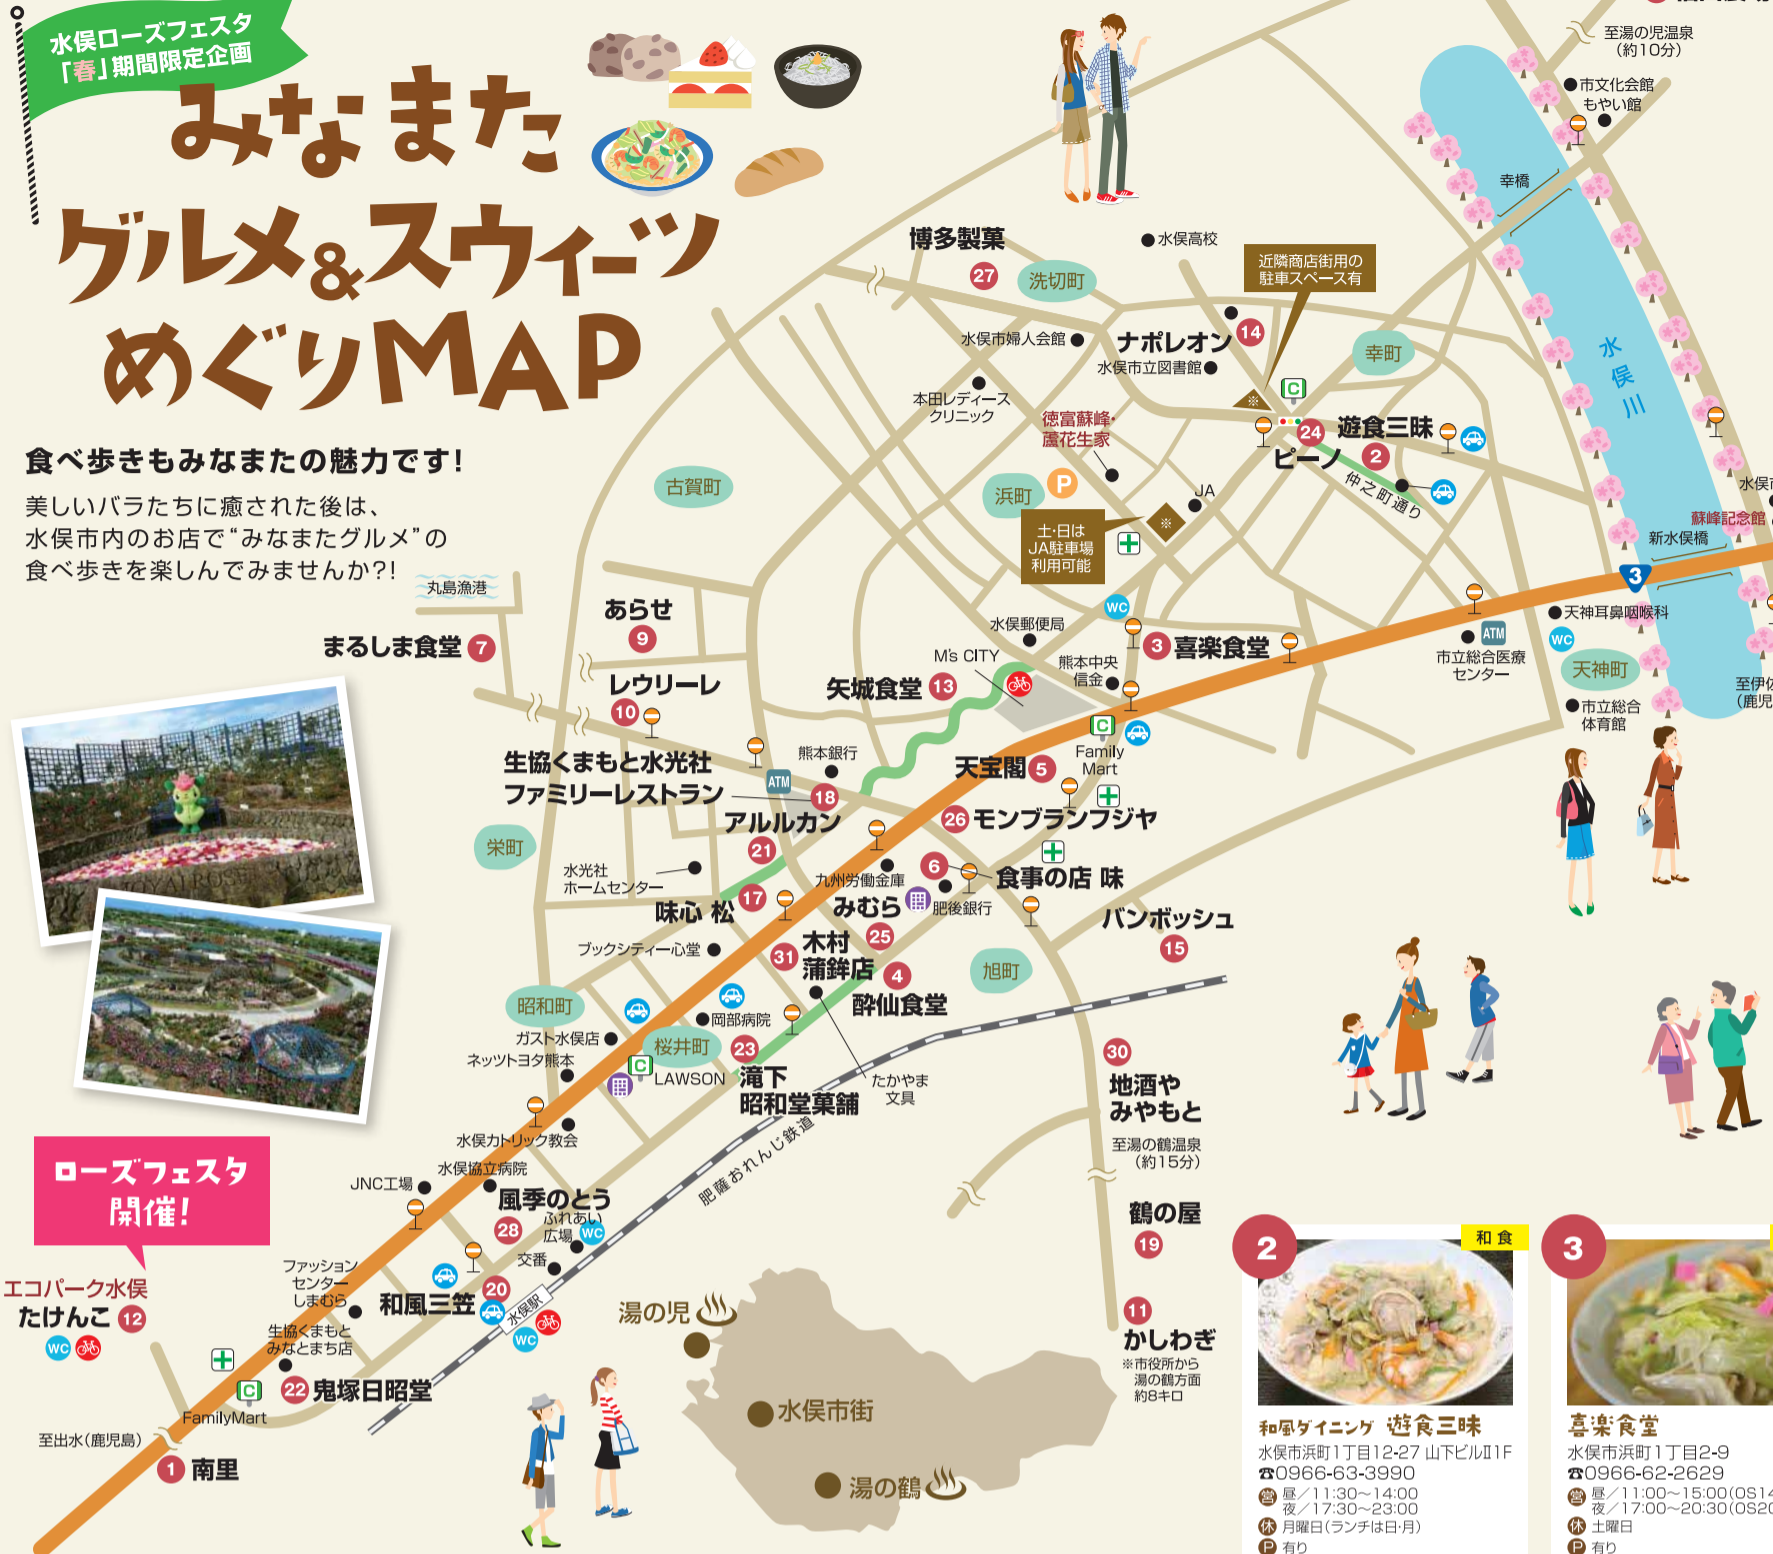 水俣ローズフェスタ
「春」期間限定企画
みなまた
グルメ&スウィーツ
めぐりMAP
食べ歩きもみなまたの魅力です!
美しいバラたちに癒された後は、
水俣市内のお店で“みなまたグルメ”の
食べ歩きを楽しんでみませんか?!
至湯の児温泉
(約10分)
市文化会館
もやい館
幸橋
水俣川
博多製菓
27
洗切町
水俣高校
近隣商店街用の
駐車スペース有
水俣市婦人会館
ナポレオン
14
水俣市立図書館
幸町
本田レディース
クリニック
徳富蘇峰・
蘆花生家
C
※
24
遊食三昧
ピーノ
2
仲之町通り
古賀町
浜町
P
JA
土・日は
JA駐車場
利用可能
※
蘇峰記念館
新水俣橋
3
丸島漁港
まるしま食堂 7
あらせ
9
レウリーレ
10
水俣郵便局
M's CITY
WC
3 喜楽食堂
熊本中央
信金
矢城食堂 13
天神耳鼻咽喉科
WC
ATM
市立総合医療
センター
天神町
市立総合
体育館
生協くまもと水光社
ファミリーレストラン
熊本銀行
ATM
18
C
Family
Mart
天宝閣 5
26 モンブランフジヤ
アルルカン
21
栄町
水光社
ホームセンター
九州労働金庫
6
食事の店 味
味心 松 17
みむら
25
肥後銀行
バンボッシュ
15
ブックシティー心堂
31
木村
蒲鉾店
4
酔仙食堂
旭町
昭和町
岡部病院
ガスト水俣店
桜井町
23
ネッツトヨタ熊本
C
LAWSON
滝下
昭和堂菓舗
たかやま
文具
30
地酒や
みやもと
至湯の鶴温泉
(約15分)
水俣カトリック教会
肥薩おれんじ鉄道
ローズフェスタ
開催!
JNC工場
水俣協立病院
風季のとう
28
ふれあい
広場
WC
交番
鶴の屋
19
エコパーク水俣
たけんこ 12
WC
ファッション
センター
しまむら
和風三笠
20
水俣駅
WC
生協くまもと
みなとまち店
22 鬼塚日昭堂
C
FamilyMart
至出水(鹿児島)
1 南里
湯の児
水俣市街
湯の鶴
11
かしわぎ
※市役所から
湯の鶴方面
約8キロ
2
和食
和風ダイニング 遊食三昧
水俣市浜町1丁目12-27 山下ビルⅡ1F
☎0966-63-3990
営 昼/11:30~14:00
夜/17:30~23:00
休 月曜日(ランチは日・月)
P 有り
3
喜楽食堂
水俣市浜町1丁目2-9
☎0966-62-2629
営 昼/11:00~15:00(OS14
夜/17:00~20:30(OS20
休 土曜日
P 有り